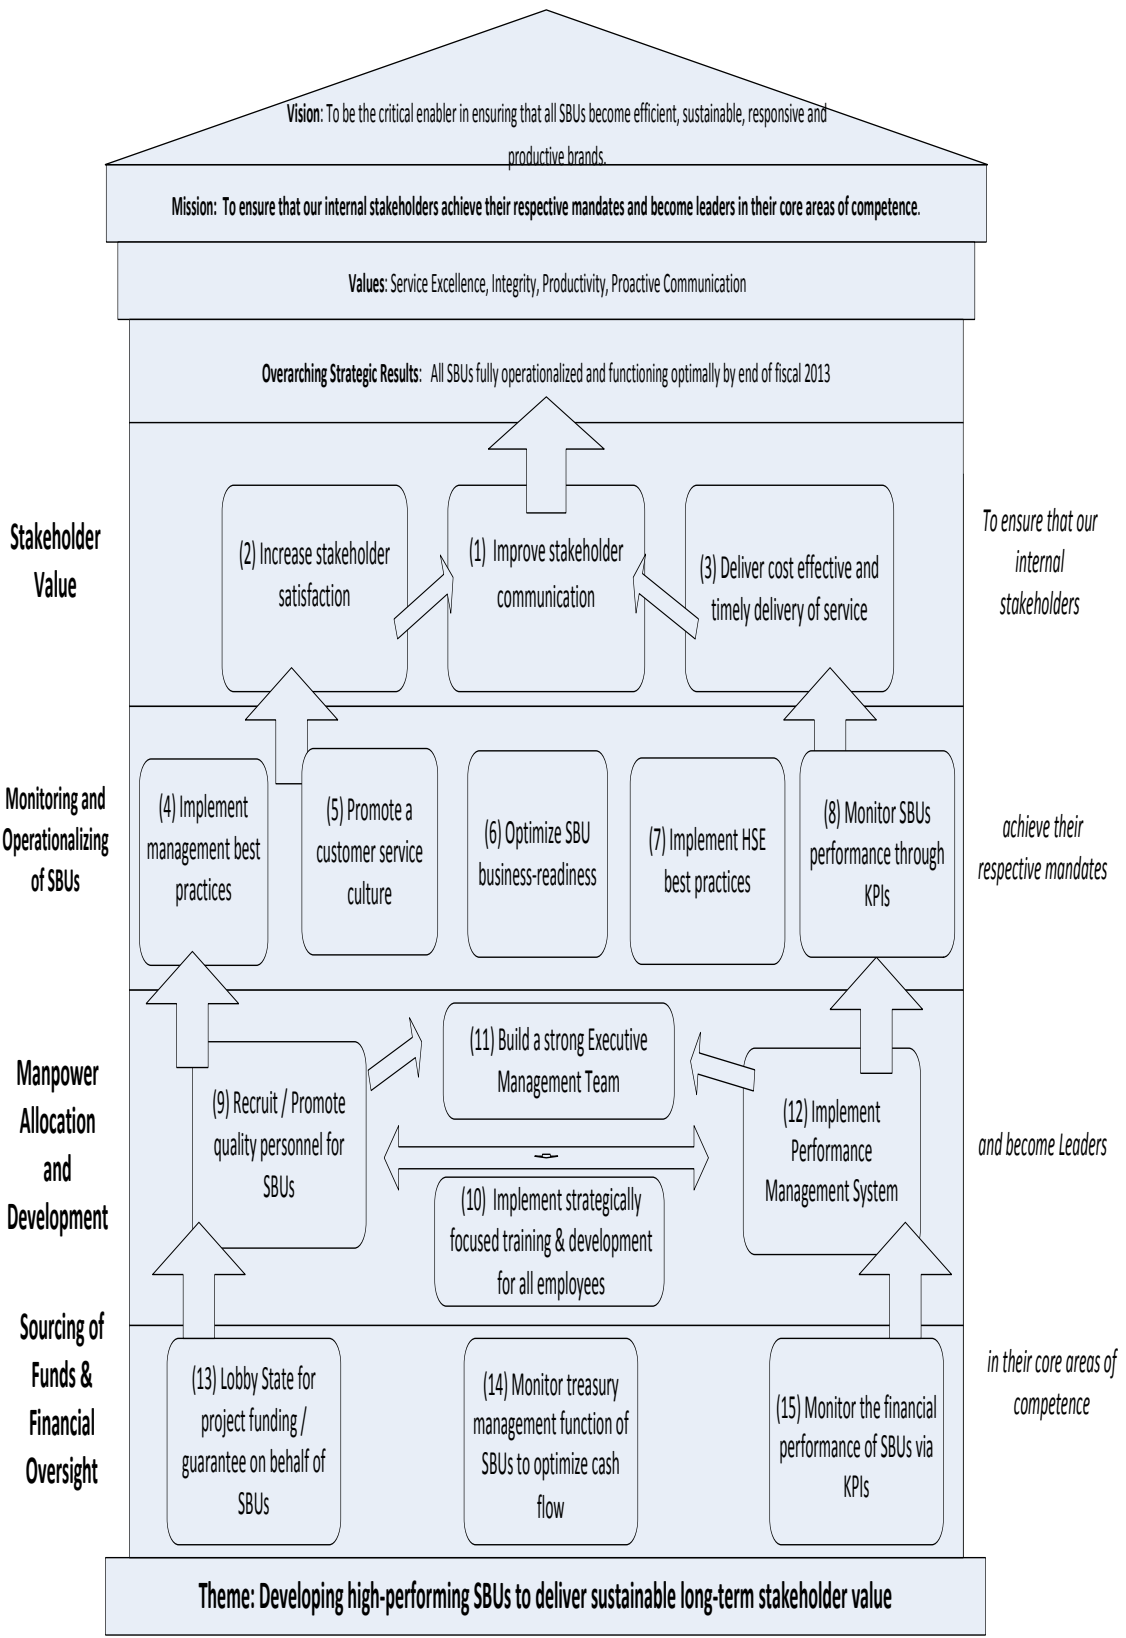 Vision: To be the critical enabler in ensuring that all SBUs become efficient, sustainable, responsive and
productive brands.
Mission: To ensure that our internal stakeholders achieve their respective mandates and become leaders in their core areas of competence.
Values: Service Excellence, Integrity, Productivity, Proactive Communication
Overarching Strategic Results: All SBUs fully operationalized and functioning optimally by end of fiscal 2013
Stakeholder
Value
(2) Increase stakeholder
satisfaction
(1) Improve stakeholder
communication
(3) Deliver cost effective and
timely delivery of service
To ensure that our
internal
stakeholders
Monitoring and
Operationalizing
of SBUs
(4) Implement
management best
practices
(5) Promote a
customer service
culture
(6) Optimize SBU
business-readiness
(7) Implement HSE
best practices
(8) Monitor SBUs
performance through
KPIs
achieve their
respective mandates
Manpower
Allocation
and
Development
(9) Recruit / Promote
quality personnel for
SBUs
(11) Build a strong Executive
Management Team
(10) Implement strategically
focused training & development
for all employees
(12) Implement
Performance
Management System
and become Leaders
Sourcing of
Funds &
Financial
Oversight
(13) Lobby State for
project funding /
guarantee on behalf of
SBUs
(14) Monitor treasury
management function of
SBUs to optimize cash
flow
(15) Monitor the financial
performance of SBUs via
KPIs
in their core areas of
competence
Theme: Developing high-performing SBUs to deliver sustainable long-term stakeholder value